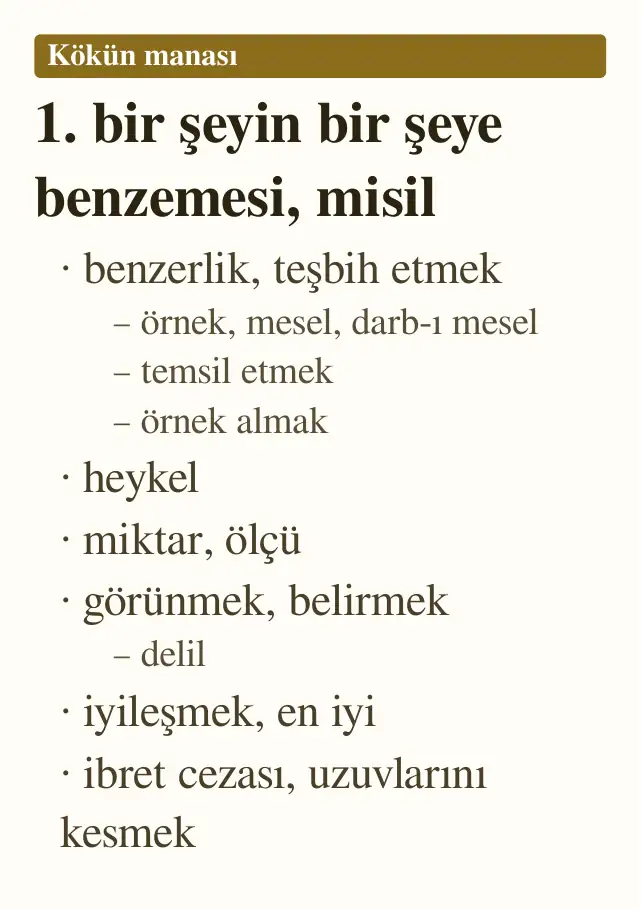 Kökün manası
1. bir şeyin bir şeye
benzemesi, misil
· benzerlik, teşbih etmek
– örnek, mesel, darb-ı mesel
– temsil etmek
– örnek almak
· heykel
· miktar, ölçü
· görünmek, belirmek
– delil
· iyileşmek, en iyi
· ibret cezası, uzuvlarını
kesmek